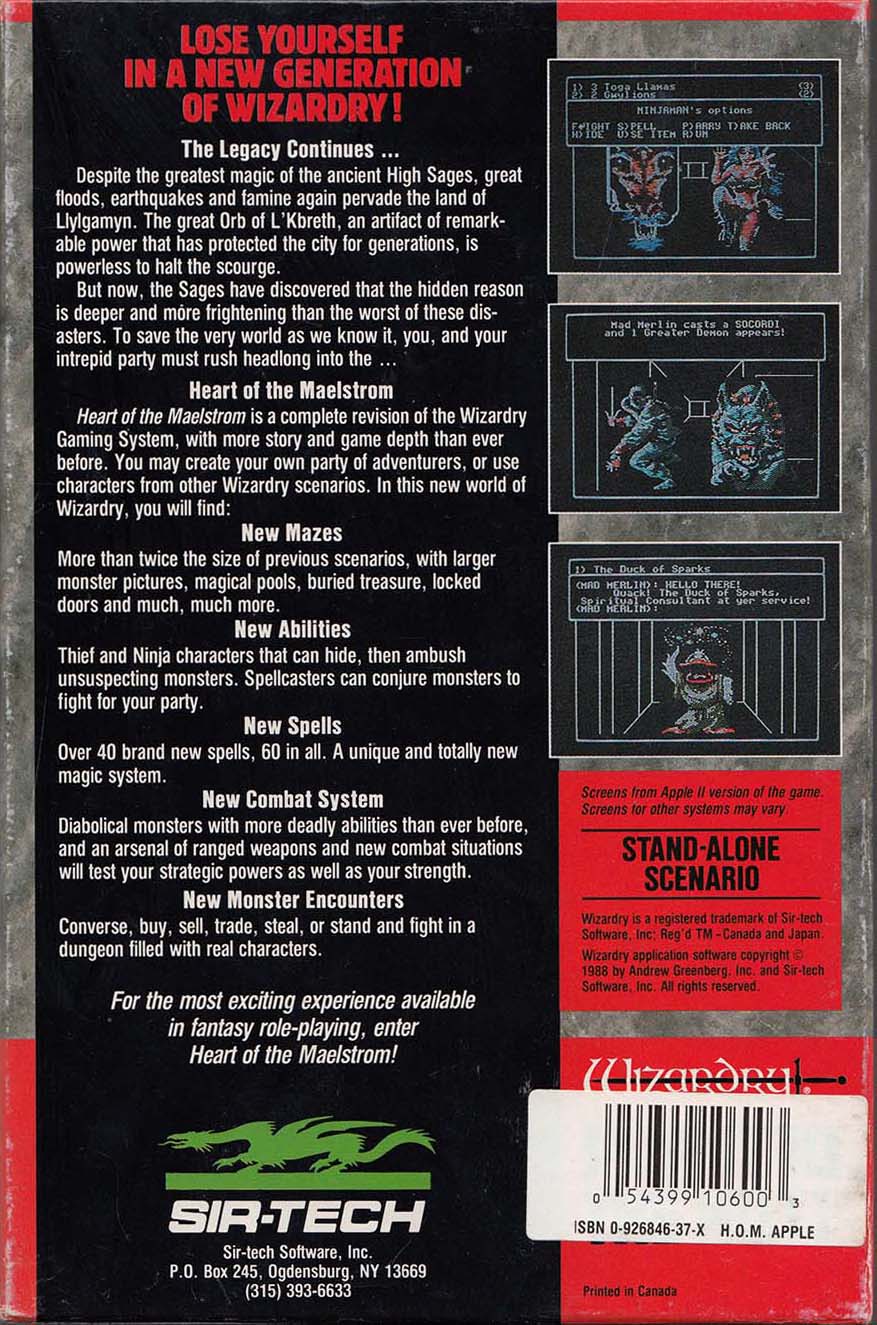 LOSE YOURSELF
IN A NEW GENERATION
OF WIZARDRY!
The Legacy Continues ...
Despite the greatest magic of the ancient High Sages, great
floods, earthquakes and famine again pervade the land of
Llylgamyn. The great Orb of L'Kbreth, an artifact of remark-
able power that has protected the city for generations, is
powerless to halt the scourge.
But now, the Sages have discovered that the hidden reason
is deeper and more frightening than the worst of these dis-
asters. To save the very world as we know it, you, and your
intrepid party must rush headlong into the ...
Heart of the Maelstrom
Heart of the Maelstrom is a complete revision of the Wizardry
Gaming System, with more story and game depth than ever
before. You may create your own party of adventurers, or use
characters from other Wizardry scenarios. In this new world of
Wizardry, you will find:
New Mazes
More than twice the size of previous scenarios, with larger
monster pictures, magical pools, buried treasure, locked
doors and much, much more.
New Abilities
Thief and Ninja characters that can hide, then ambush
unsuspecting monsters. Spellcasters can conjure monsters to
fight for your party.
New Spells
Over 40 brand new spells, 60 in all. A unique and totally new
magic system.
New Combat System
Diabolical monsters with more deadly abilities than ever before,
and an arsenal of ranged weapons and new combat situations
will test your strategic powers as well as your strength.
New Monster Encounters
Converse, buy, sell, trade, steal, or stand and fight in a
dungeon filled with real characters.
For the most exciting experience available
in fantasy role-playing, enter
Heart of the Maelstrom!
SIR-TECH
Sir-tech Software, Inc.
P.O. Box 245, Ogdensburg, NY 13669
(315) 393-6633
1) 3 Toga Llamas (3)
2) 2 Gwylions (2)
NINJAMAN's options
F#IGHT S)PELL P)ARRY T)AKE BACK
H)IDE U)SE ITEM R)UN
Mad Merlin casts a SOCORDI
and 1 Greater Demon appears!
1) The Duck of Sparks
(MAD MERLIN): HELLO THERE!
Quack! The Duck of Sparks,
Spiritual Consultant at yer service!
(MAD MERLIN):
Screens from Apple II version of the game.
Screens for other systems may vary.
STAND-ALONE
SCENARIO
Wizardry is a registered trademark of Sir-tech
Software, Inc; Reg'd TM - Canada and Japan.
Wizardry application software copyright ©
1988 by Andrew Greenberg, Inc. and Sir-tech
Software, Inc. All rights reserved.
Wizardry®
0 54399 10600 3
ISBN 0-926846-37-X H.O.M. APPLE
Printed in Canada